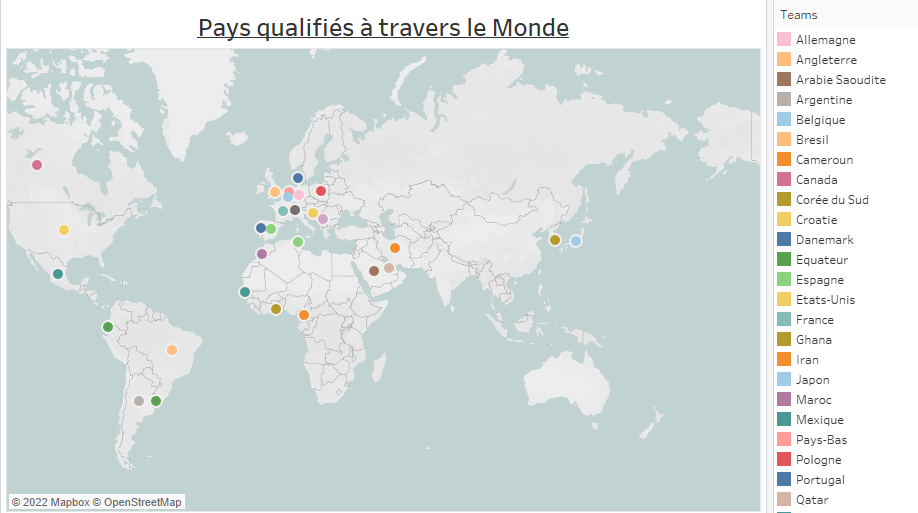 Pays qualifiés à travers le Monde
Teams
Allemagne
Angleterre
Arabie Saoudite
Argentine
Belgique
Bresil
Cameroun
Canada
Corée du Sud
Croatie
Danemark
Equateur
Espagne
Etats-Unis
France
Ghana
Iran
Japon
Maroc
Mexique
Pays-Bas
Pologne
Portugal
Qatar
© 2022 Mapbox © OpenStreetMap